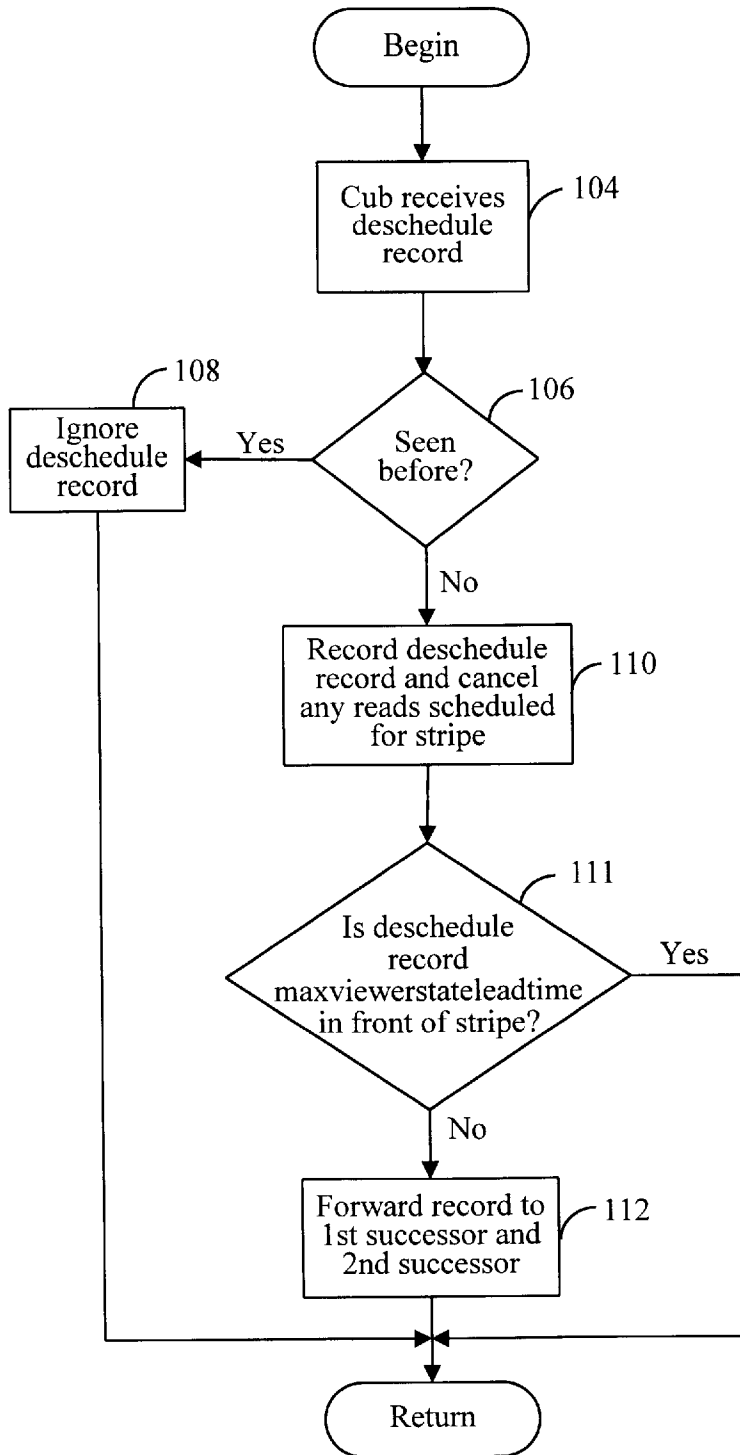 Begin
104
Cub receives
deschedule
record
108
106
Ignore
deschedule
record
Yes
Seen
before?
No
Record deschedule
record and cancel
any reads scheduled
for stripe
110
111
Is deschedule
record
maxviewerstateleadtime
in front of stripe?
Yes
No
Forward record to
1st successor and
2nd successor
112
Return